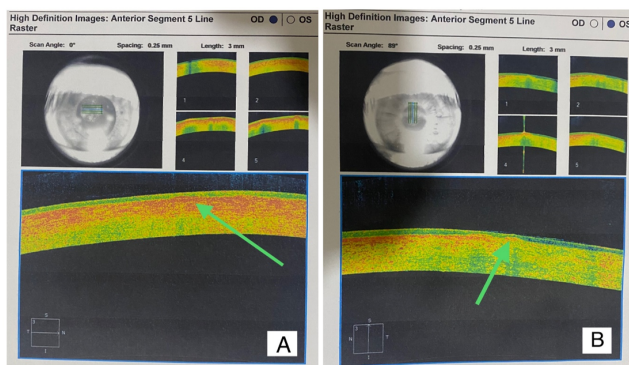 High Definition Images: Anterior Segment 5 Line
Raster
OD OS
Scan Angle: 0° Spacing: 0.25 mm Length: 3 mm
1
2
4
5
3
S
T
N
I
A
High Definition Images: Anterior Segment 5 Line
Raster
OD OS
Scan Angle: 89° Spacing: 0.25 mm Length: 3 mm
1
2
4
5
3
S
N
T
I
B